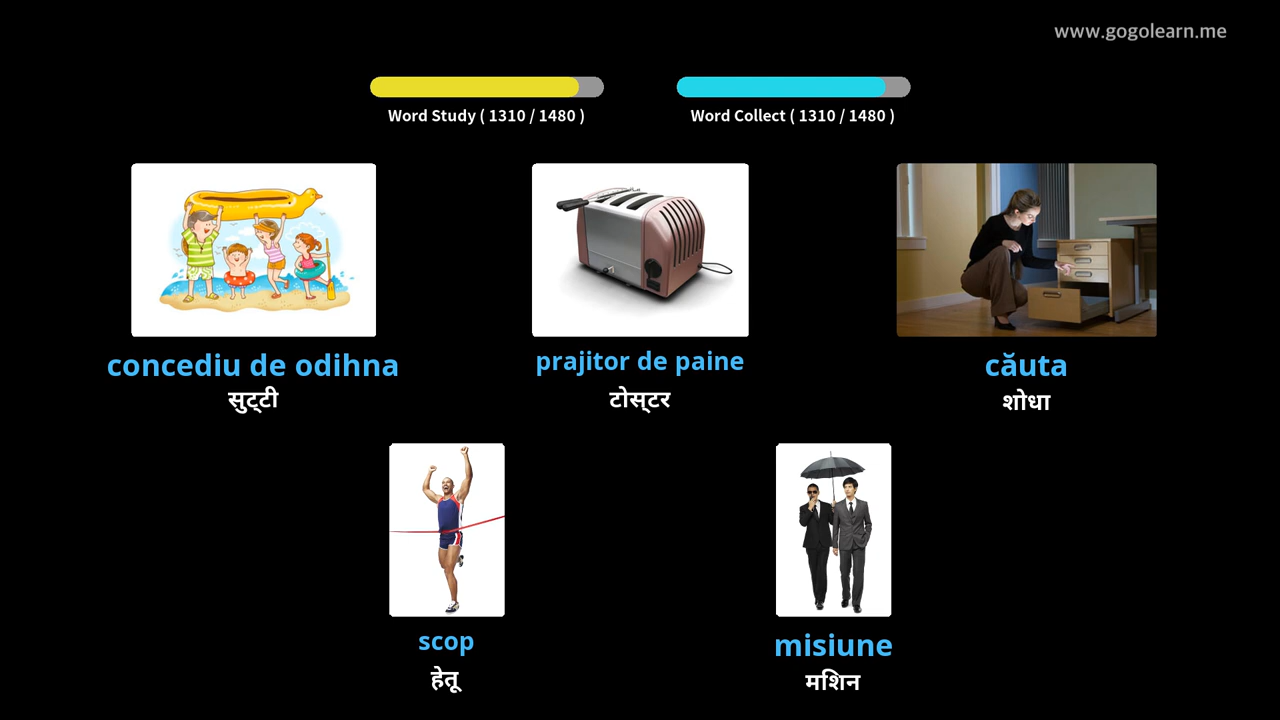 www.gogolearn.me
Word Study ( 1310 / 1480 )
Word Collect ( 1310 / 1480 )
concediu de odihna
सुट्टी
prajitor de paine
टोस्टर
căuta
शोधा
scop
हेतू
misiune
मशिन